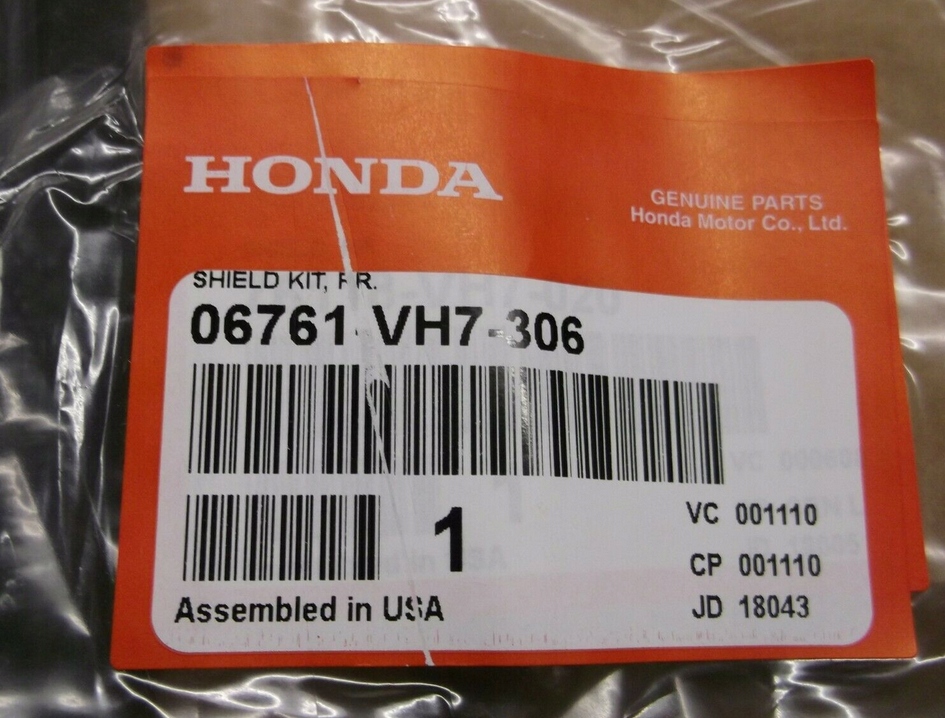 HONDA
GENUINE PARTS
Honda Motor Co., Ltd.
SHIELD KIT, RR.
06761-VH7-306
1
VC 001110
CP 001110
Assembled in USA
JD 18043